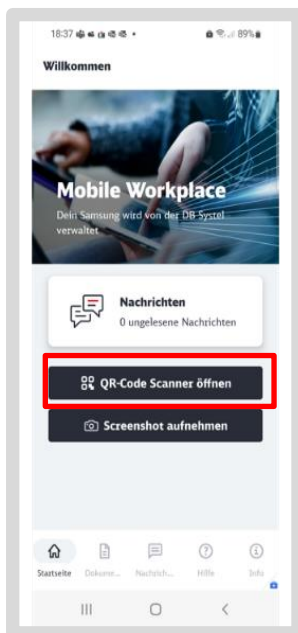 18:37 89%
Willkommen
Mobile Workplace
Dein Samsung wird von der DB Systel
verwaltet
Nachrichten
0 ungelesene Nachrichten
QR-Code Scanner öffnen
Screenshot aufnehmen
Startseite Dokume... Nachrich... Hilfe Info